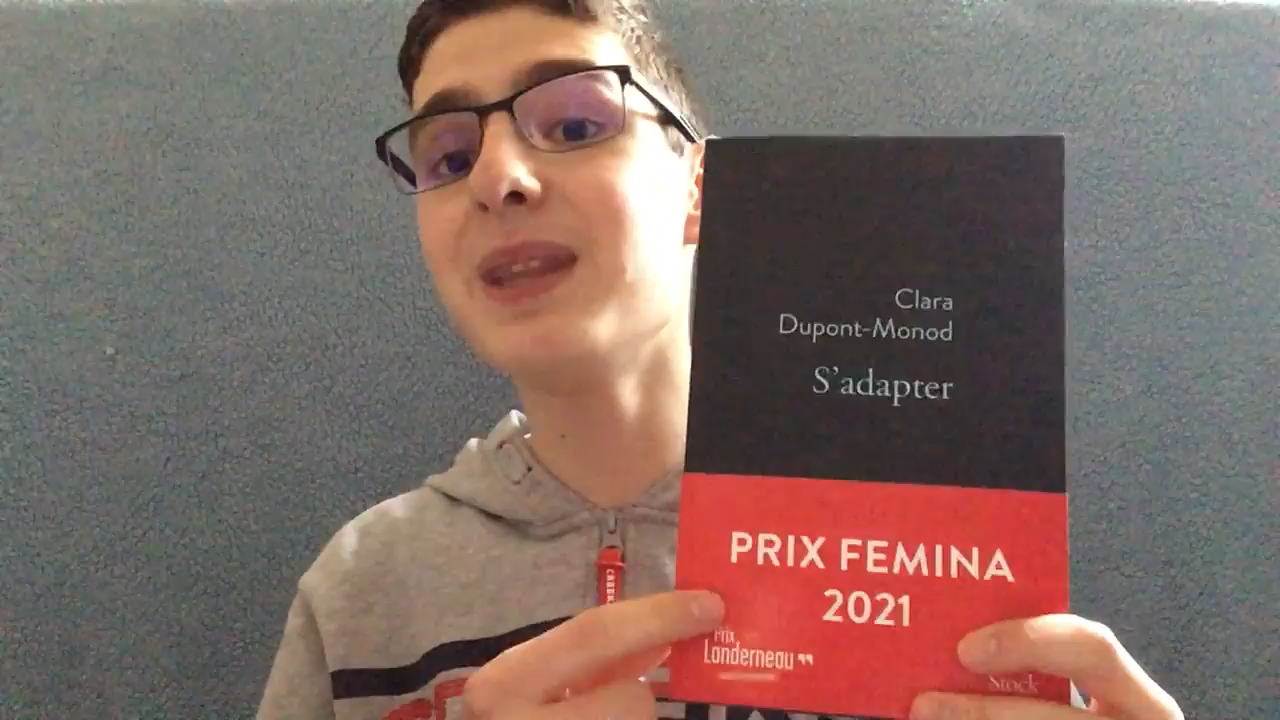 Clara
Dupont-Monod
S'adapter
PRIX FEMINA
2021
Prix
Landerneau
Stock